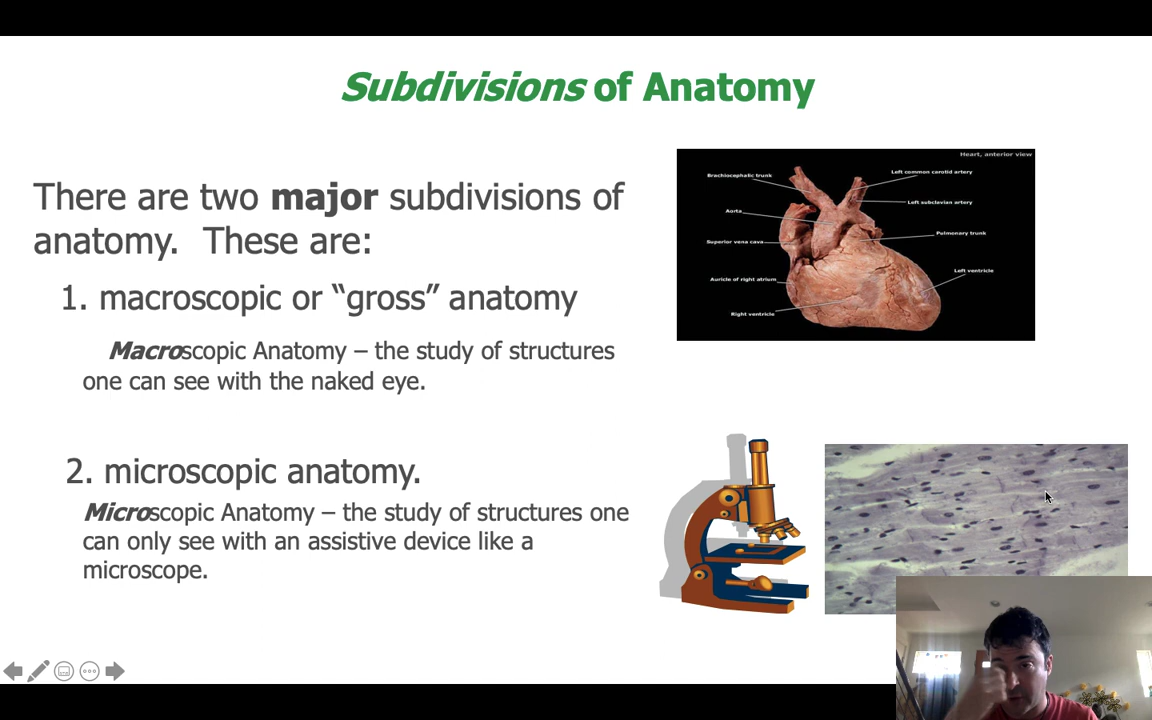 Subdivisions of Anatomy
There are two major subdivisions of
anatomy.  These are:
1. macroscopic or “gross” anatomy
Macroscopic Anatomy – the study of structures
one can see with the naked eye.
2. microscopic anatomy.
Microscopic Anatomy – the study of structures one
can only see with an assistive device like a
microscope.
Heart, anterior view
Brachiocephalic trunk
Left common carotid artery
Left subclavian artery
Aorta
Pulmonary trunk
Superior vena cava
Left ventricle
Auricle of right atrium
Right ventricle